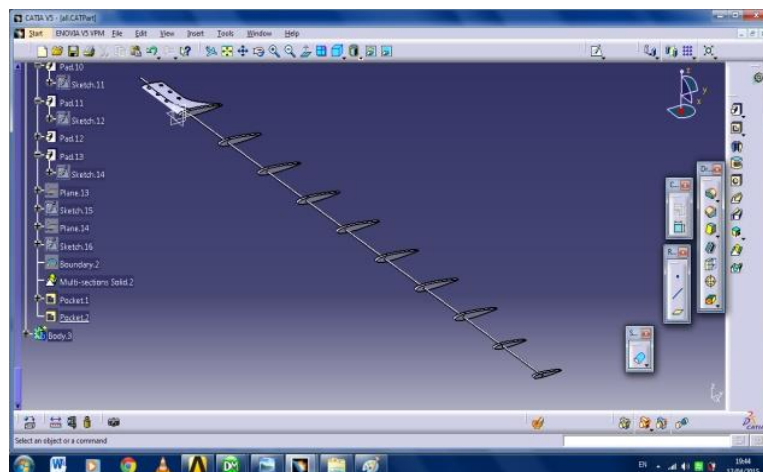 CATIA V5 - [all.CATPart]
Start ENOVIA V5 VPM File Edit View Insert Tools Window Help
Pad.10
Sketch.11
Pad.11
Sketch.12
Pad.12
Pad.13
Sketch.14
Plane.13
Sketch.15
Plane.14
Sketch.16
Boundary.2
Multi-sections Solid.2
Pocket.1
Pocket.2
Body.3
z
y
x
Select an object or a command
CATIA
EN
19:44